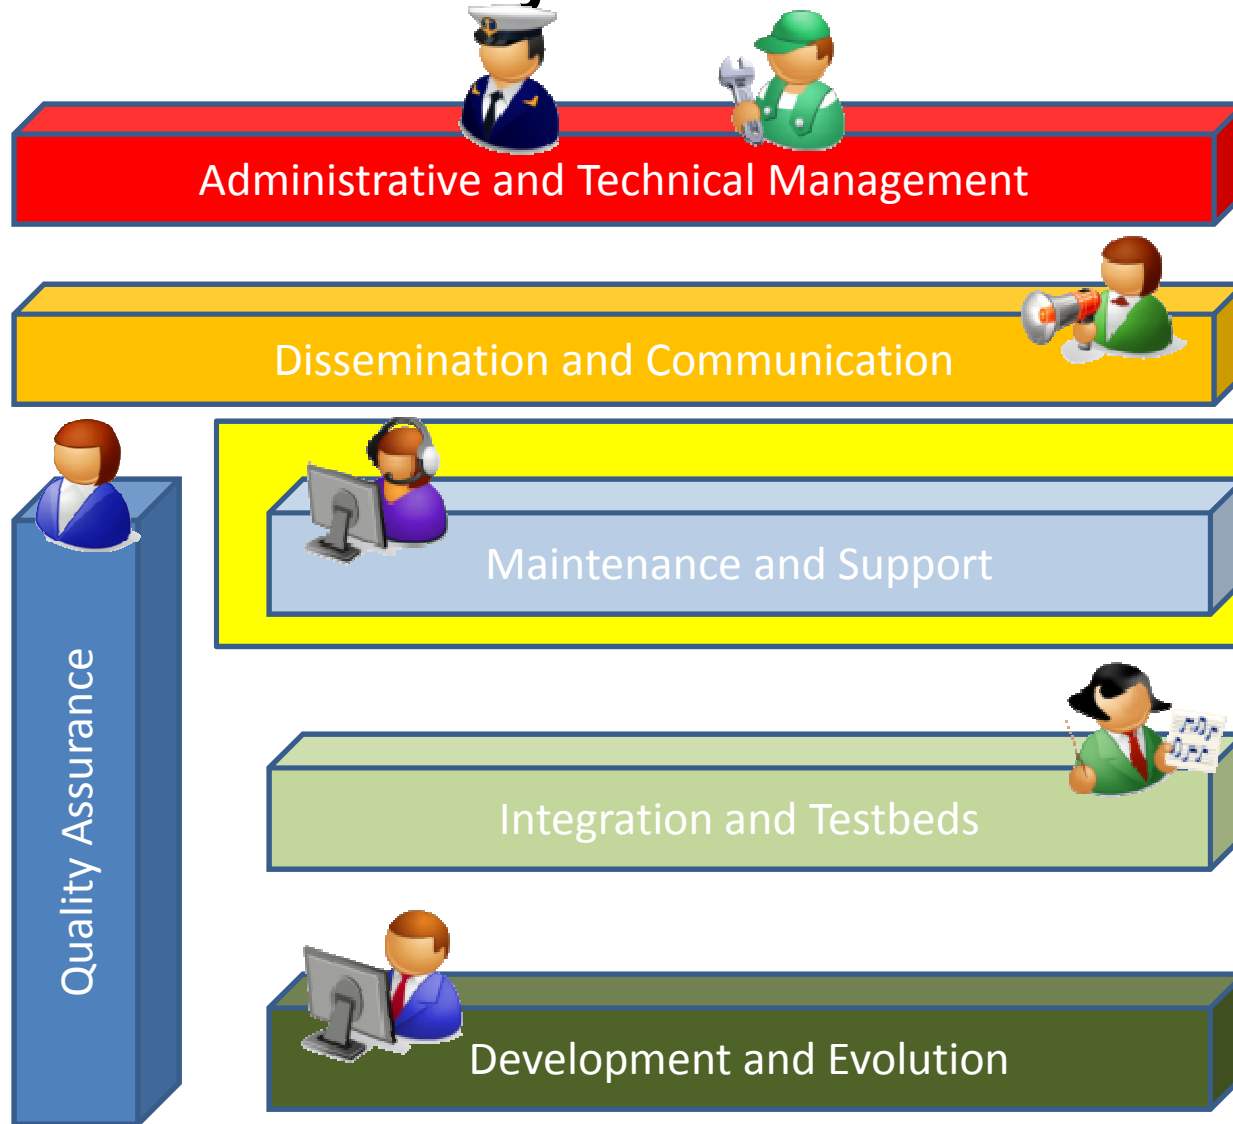 Administrative and Technical Management
Dissemination and Communication
Maintenance and Support
Quality Assurance
Integration and Testbeds
Development and Evolution